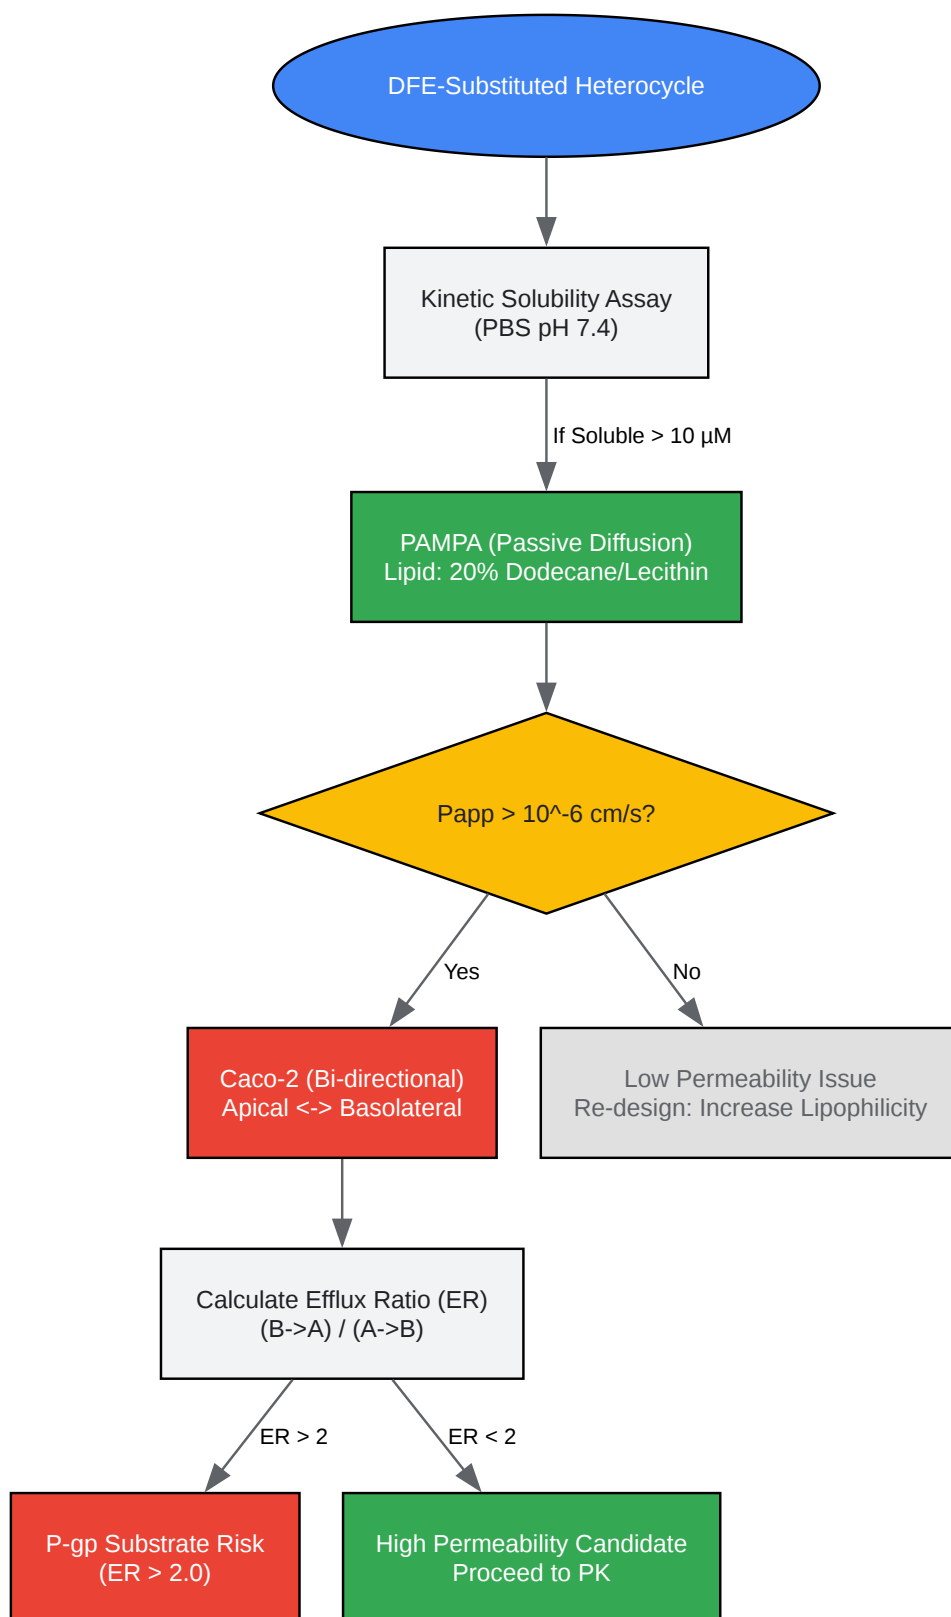 DFE-Substituted Heterocycle
Kinetic Solubility Assay
(PBS pH 7.4)
If Soluble > 10 µM
PAMPA (Passive Diffusion)
Lipid: 20% Dodecane/Lecithin
Papp > 10^-6 cm/s?
Yes
No
Caco-2 (Bi-directional)
Apical <-> Basolateral
Low Permeability Issue
Re-design: Increase Lipophilicity
Calculate Efflux Ratio (ER)
(B->A) / (A->B)
ER > 2
ER < 2
P-gp Substrate Risk
(ER > 2.0)
High Permeability Candidate
Proceed to PK